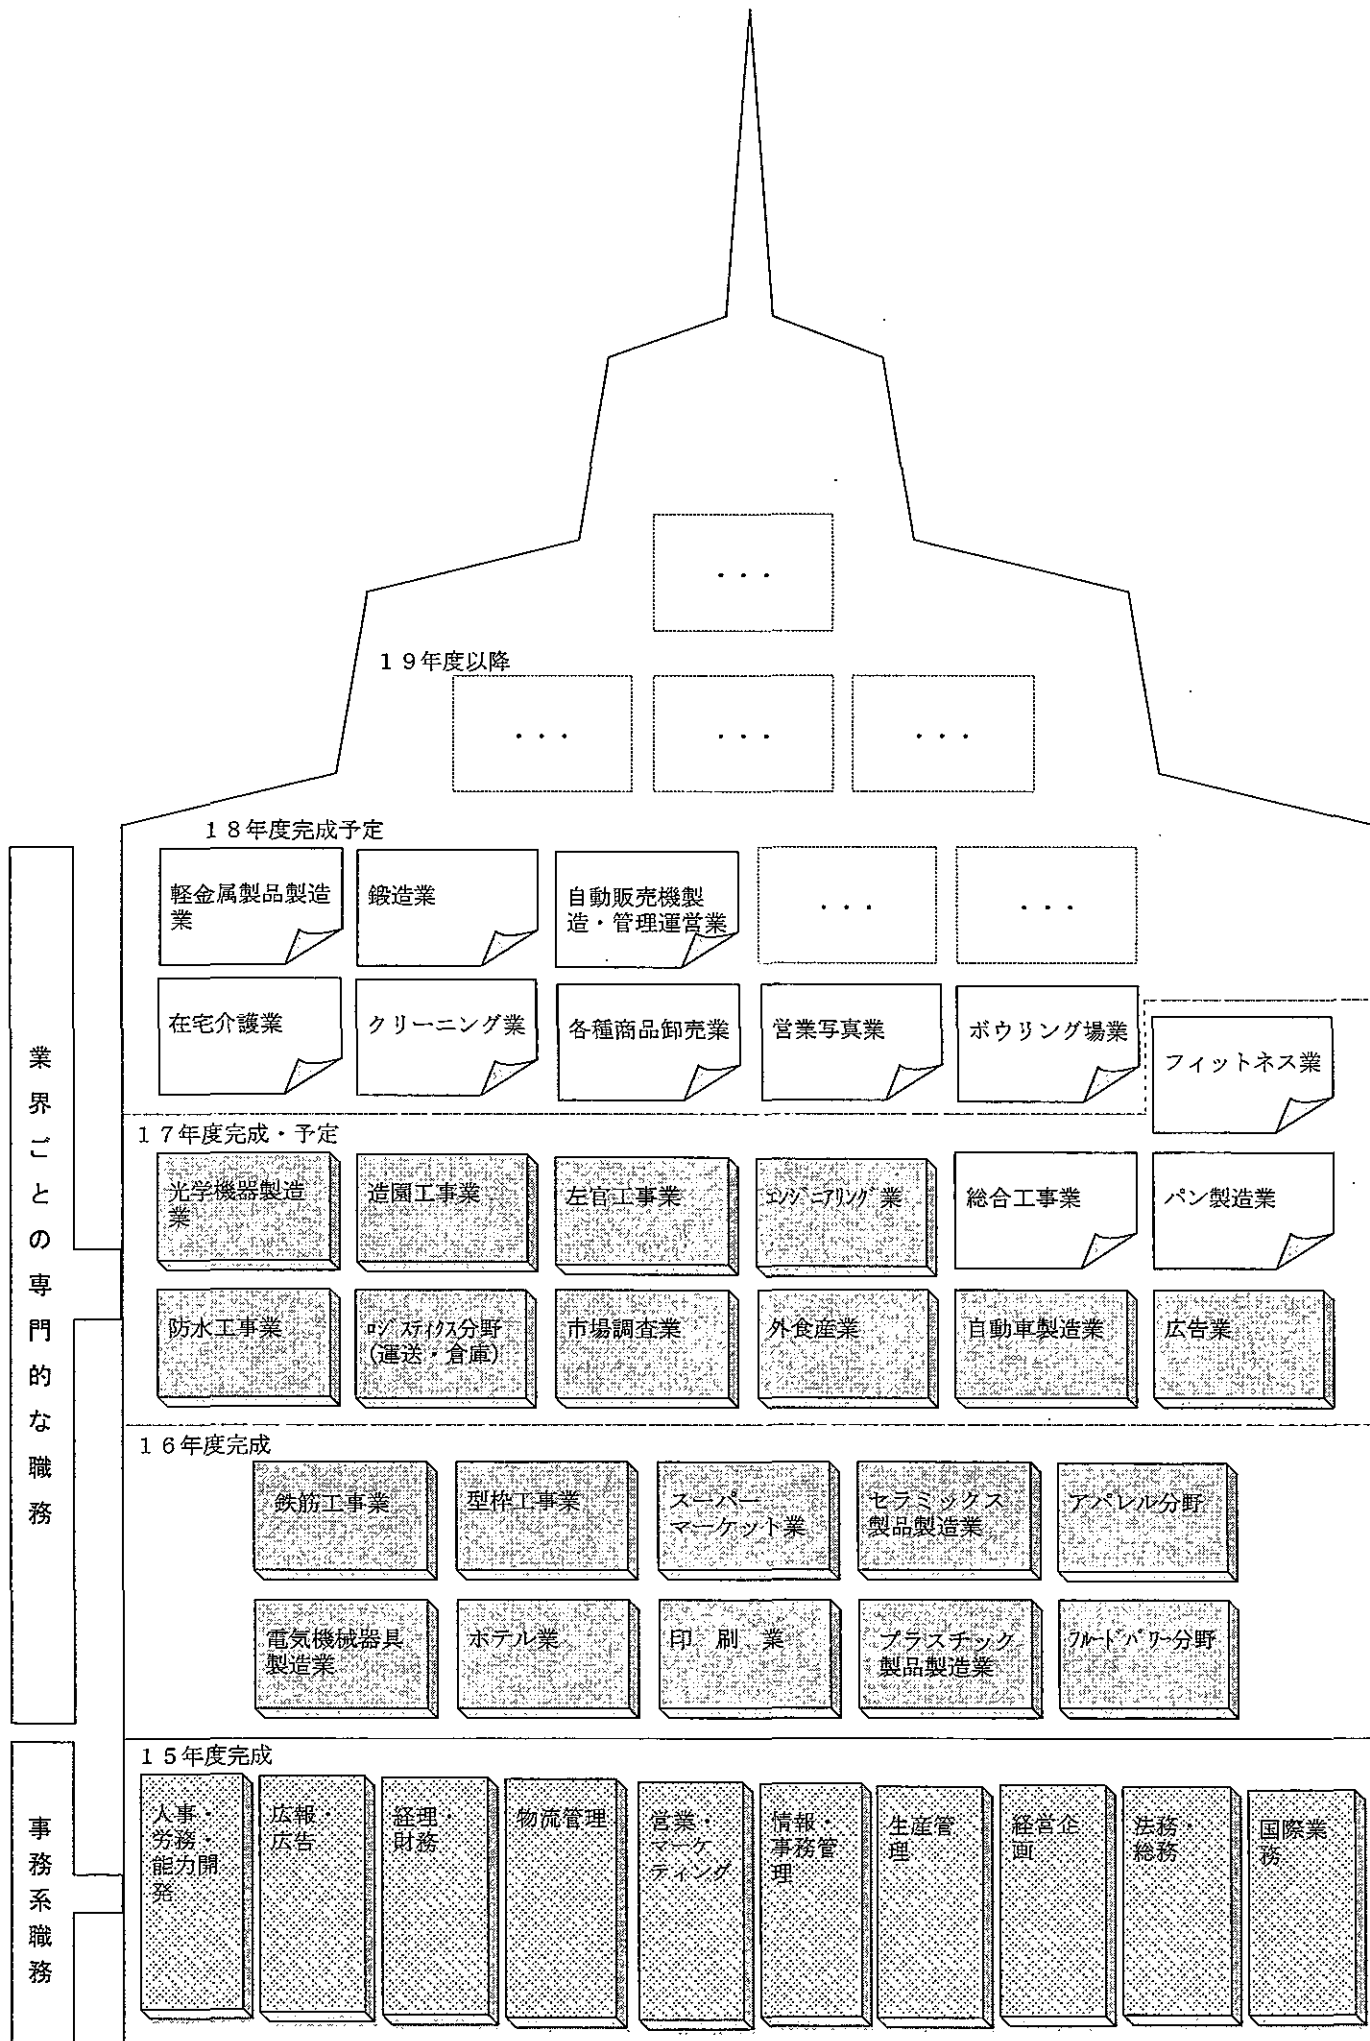 ・・・
１９年度以降
・・・
・・・
・・・
１８年度完成予定
軽金属製品製造
業
鍛造業
自動販売機製
造・管理運営業
・・・
・・・
在宅介護業
クリーニング業
各種商品卸売業
営業写真業
ボウリング場業
フィットネス業
１７年度完成・予定
光学機器製造
業
造園工事業
左官工事業
ｴﾝｼﾞﾆｱﾘﾝｸﾞ業
総合工事業
パン製造業
防水工事業
ﾛｼﾞｽﾃｨｸｽ分野
(運送・倉庫)
市場調査業
外食産業
自動車製造業
広告業
１６年度完成
鉄筋工事業
型枠工事業
スーパー
マーケット業
セラミックス
製品製造業
アパレル分野
電気機械器具
製造業
ホテル業
印　刷　業
プラスチック
製品製造業
ﾌﾙｰﾄﾞﾊﾟﾜｰ分野
業界ごとの専門的な職務
１５年度完成
人事・
労務・
能力開
発
広報・
広告
経理・
財務
物流管理
営業・
マーケ
ティング
情報・
事務管
理
生産管
理
経営企
画
法務・
総務
国際業
務
事務系職務